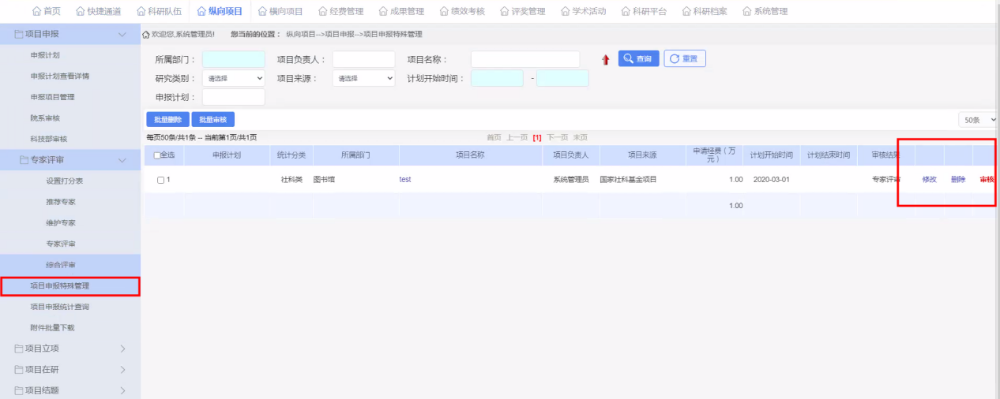 首页 快捷通道 科研队伍 纵向项目 横向项目 经费管理 成果管理 绩效考核 评奖管理 学术活动 科研平台 科研档案 系统管理
项目申报
申报计划
申报计划查看详情
申报项目管理
院系审核
科技部审核
专家评审
设置打分表
推荐专家
维护专家
专家评审
综合评审
项目申报特殊管理
项目申报统计查询
附件批量下载
项目立项
项目在研
项目结题
欢迎您,系统管理员! 您当前的位置： 纵向项目-->项目申报-->项目申报特殊管理
所属部门： 项目负责人： 项目名称： 查询 重置
研究类别： 请选择 项目来源： 请选择 计划开始时间： -
申报计划：
批量删除 批量审核 50条
每页50条/共1条 -- 当前第1页/共1页 首页 上一页 [1] 下一页 末页
全选 申报计划 统计分类 所属部门 项目名称 项目负责人 项目来源 申请经费（万元） 计划开始时间 计划结束时间 审核结果
1 社科类 图书馆 test 系统管理员 国家社科基金项目 1.00 2020-03-01 专家评审 修改 删除 审核
1.00